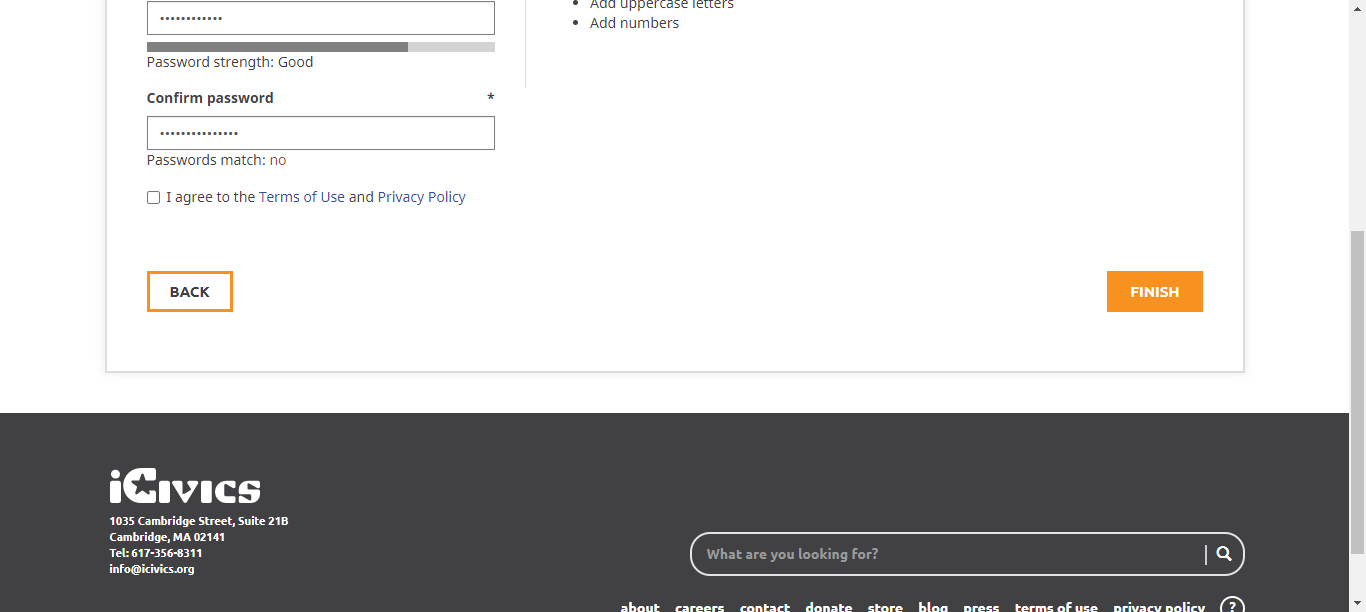 Add uppercase letters
Add numbers
••••••••••••
Password strength: Good
Confirm password *
•••••••••••••••
Passwords match: no
I agree to the Terms of Use and Privacy Policy
BACK
FINISH
iCivics
1035 Cambridge Street, Suite 21B
Cambridge, MA 02141
Tel: 617-356-8311
info@icivics.org
What are you looking for?
about careers contact donate store blog press terms of use privacy policy ?